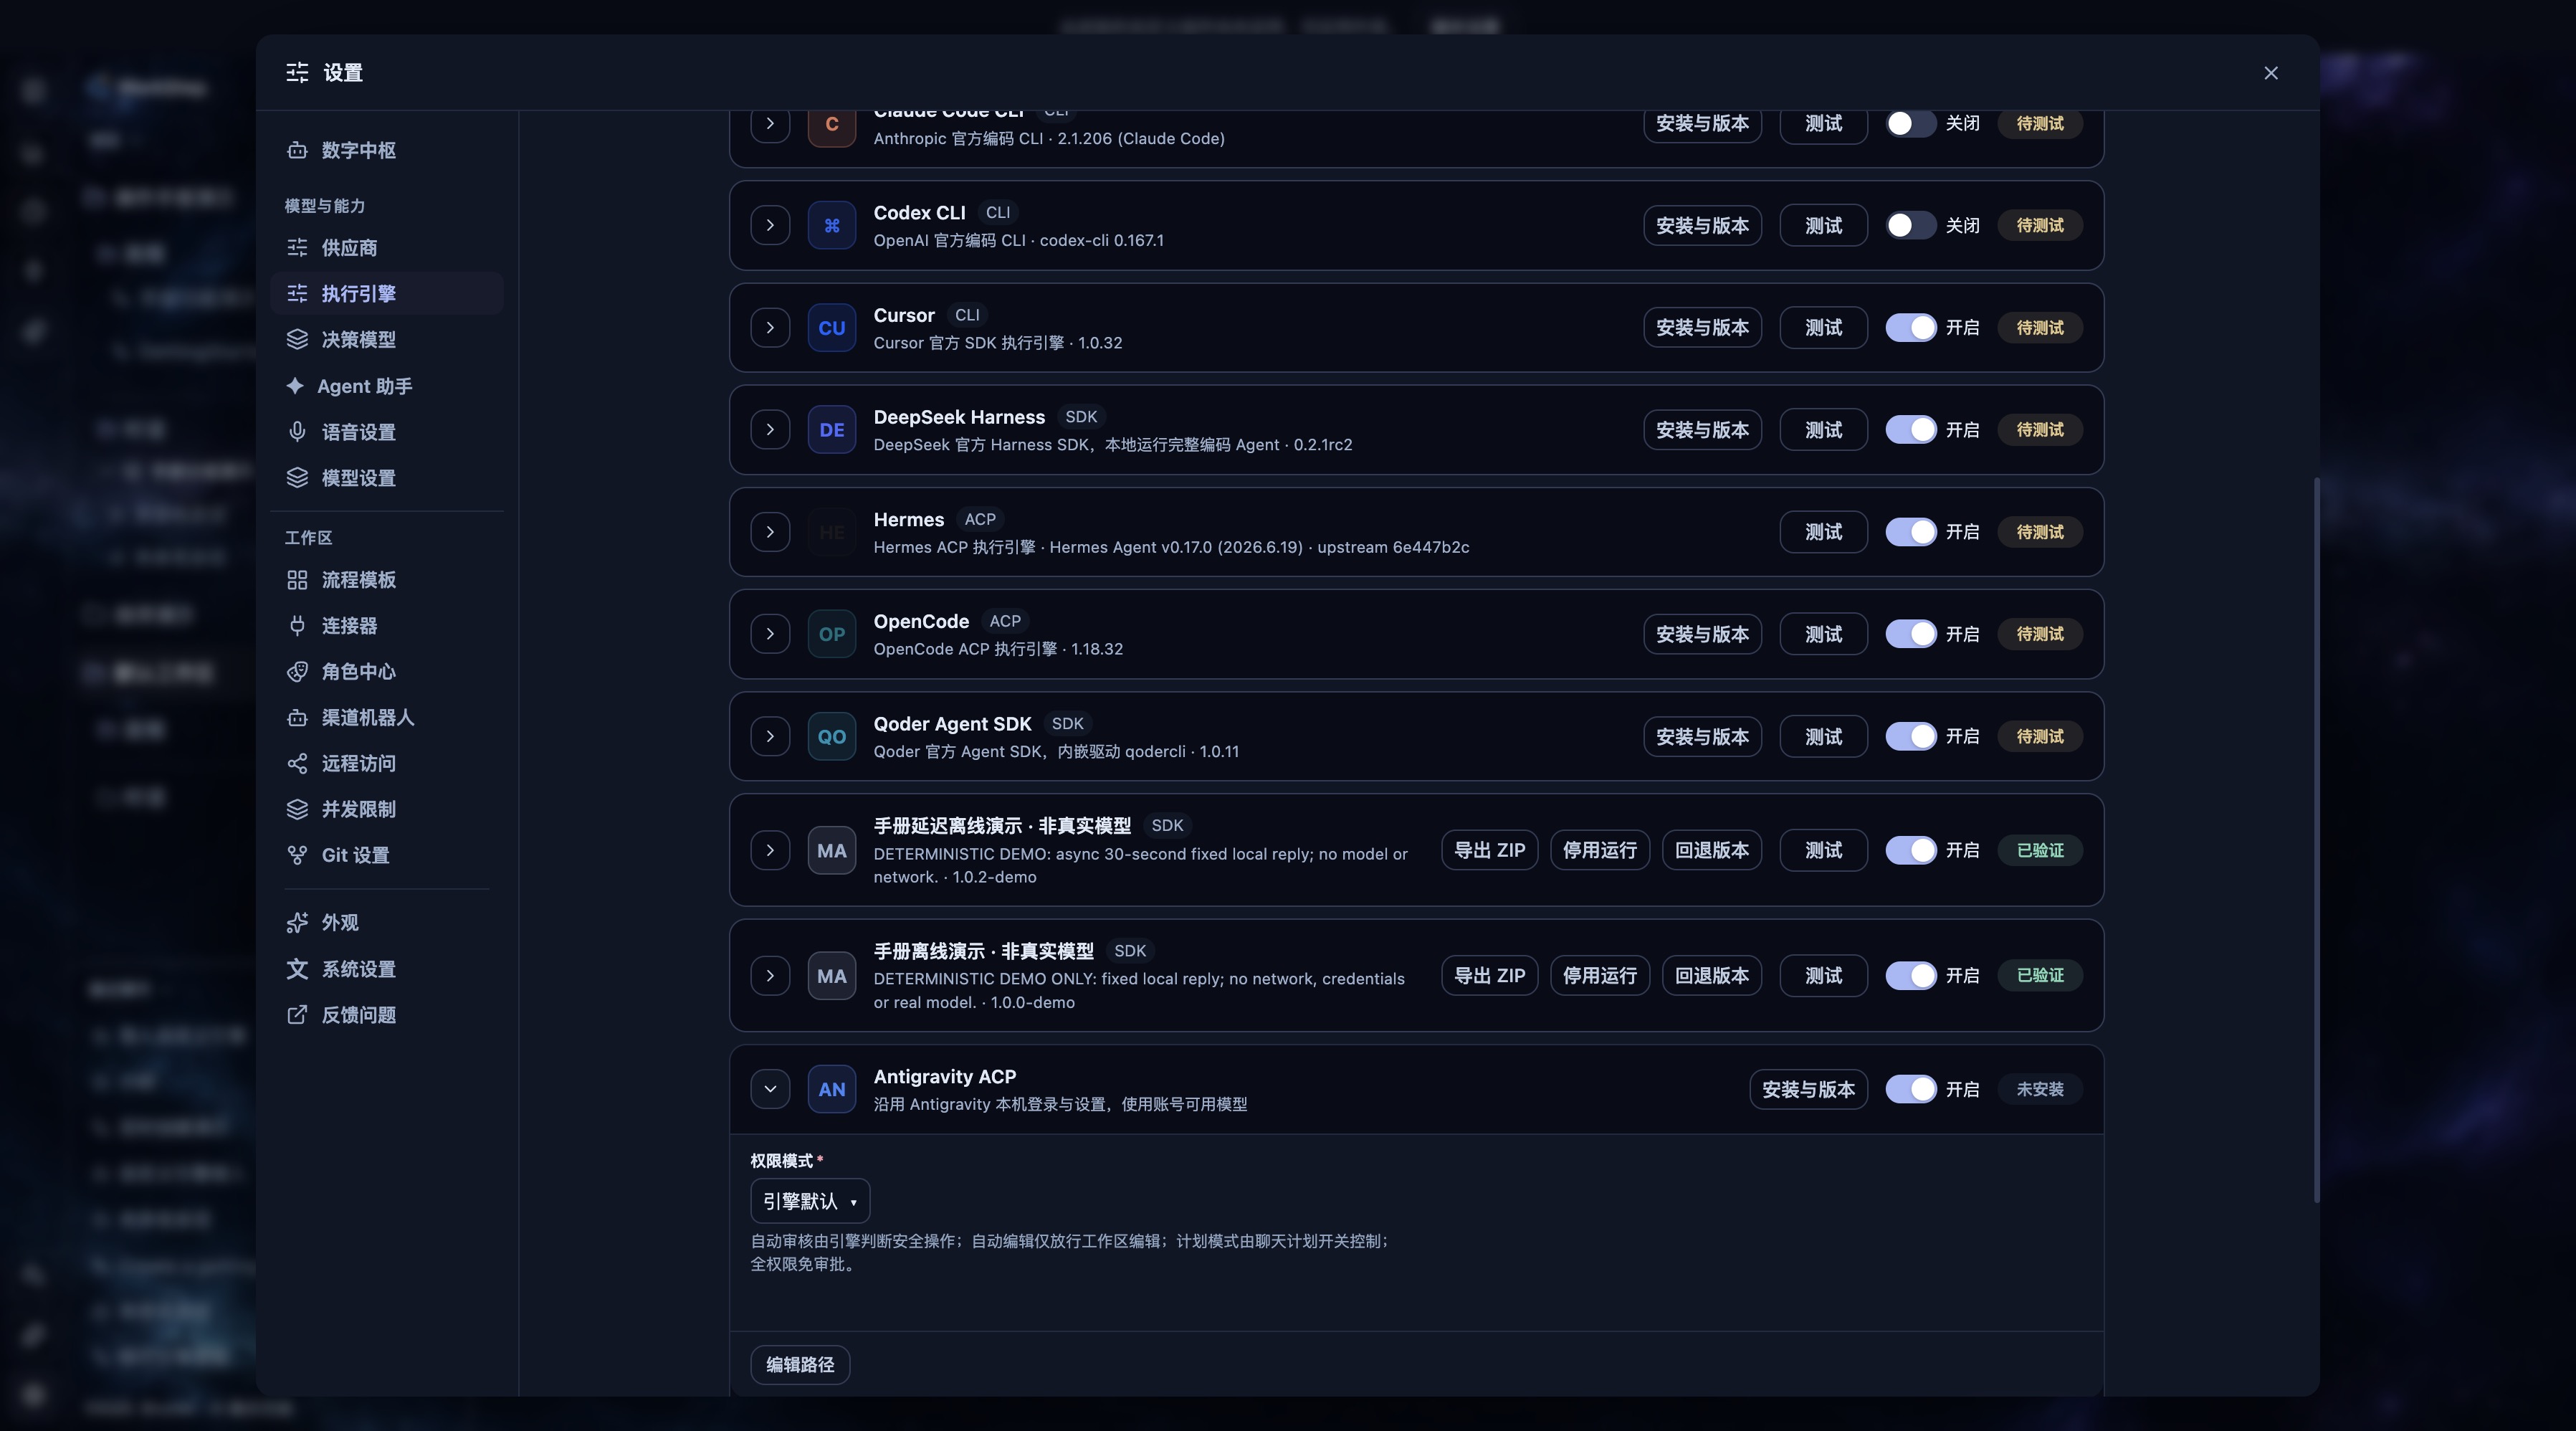 设置
数字中枢
模型与能力
供应商
执行引擎
决策模型
Agent 助手
语音设置
模型设置
工作区
流程模板
连接器
角色中心
渠道机器人
远程访问
并发限制
Git 设置
外观
系统设置
反馈问题
C Claude Code CLI CLI 安装与版本 测试 关闭 待测试
Anthropic 官方编码 CLI · 2.1.206 (Claude Code)
Codex CLI CLI 安装与版本 测试 关闭 待测试
OpenAI 官方编码 CLI · codex-cli 0.167.1
CU Cursor CLI 安装与版本 测试 开启 待测试
Cursor 官方 SDK 执行引擎 · 1.0.32
DE DeepSeek Harness SDK 安装与版本 测试 开启 待测试
DeepSeek 官方 Harness SDK，本地运行完整编码 Agent · 0.2.1rc2
HE Hermes ACP 测试 开启 待测试
Hermes ACP 执行引擎 · Hermes Agent v0.17.0 (2026.6.19) · upstream 6e447b2c
OP OpenCode ACP 安装与版本 测试 开启 待测试
OpenCode ACP 执行引擎 · 1.18.32
QO Qoder Agent SDK SDK 安装与版本 测试 开启 待测试
Qoder 官方 Agent SDK，内嵌驱动 qodercli · 1.0.11
MA 手册延迟离线演示 · 非真实模型 SDK 导出 ZIP 停用运行 回退版本 测试 开启 已验证
DETERMINISTIC DEMO: async 30-second fixed local reply; no model or
network. · 1.0.2-demo
MA 手册离线演示 · 非真实模型 SDK 导出 ZIP 停用运行 回退版本 测试 开启 已验证
DETERMINISTIC DEMO ONLY: fixed local reply; no network, credentials
or real model. · 1.0.0-demo
AN Antigravity ACP 安装与版本 开启 未安装
沿用 Antigravity 本机登录与设置，使用账号可用模型
权限模式 *
引擎默认
自动审核由引擎判断安全操作；自动编辑仅放行工作区编辑；计划模式由聊天计划开关控制；
全权限免审批。
编辑路径